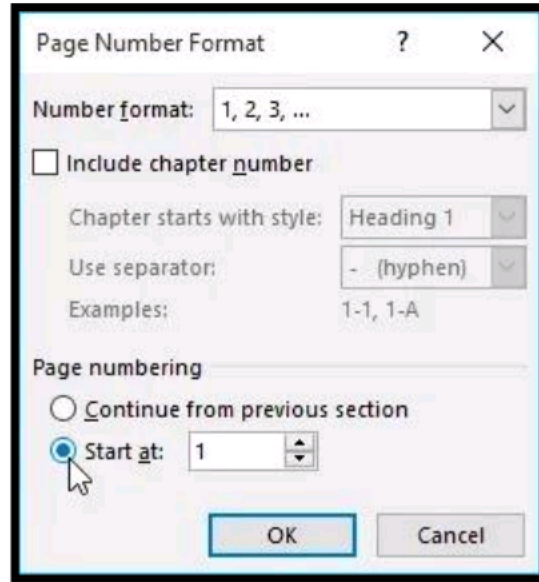 Page Number Format ? X
Number format: 1, 2, 3, ...
Include chapter number
Chapter starts with style: Heading 1
Use separator: - (hyphen)
Examples: 1-1, 1-A
Page numbering
Continue from previous section
Start at: 1
OK Cancel